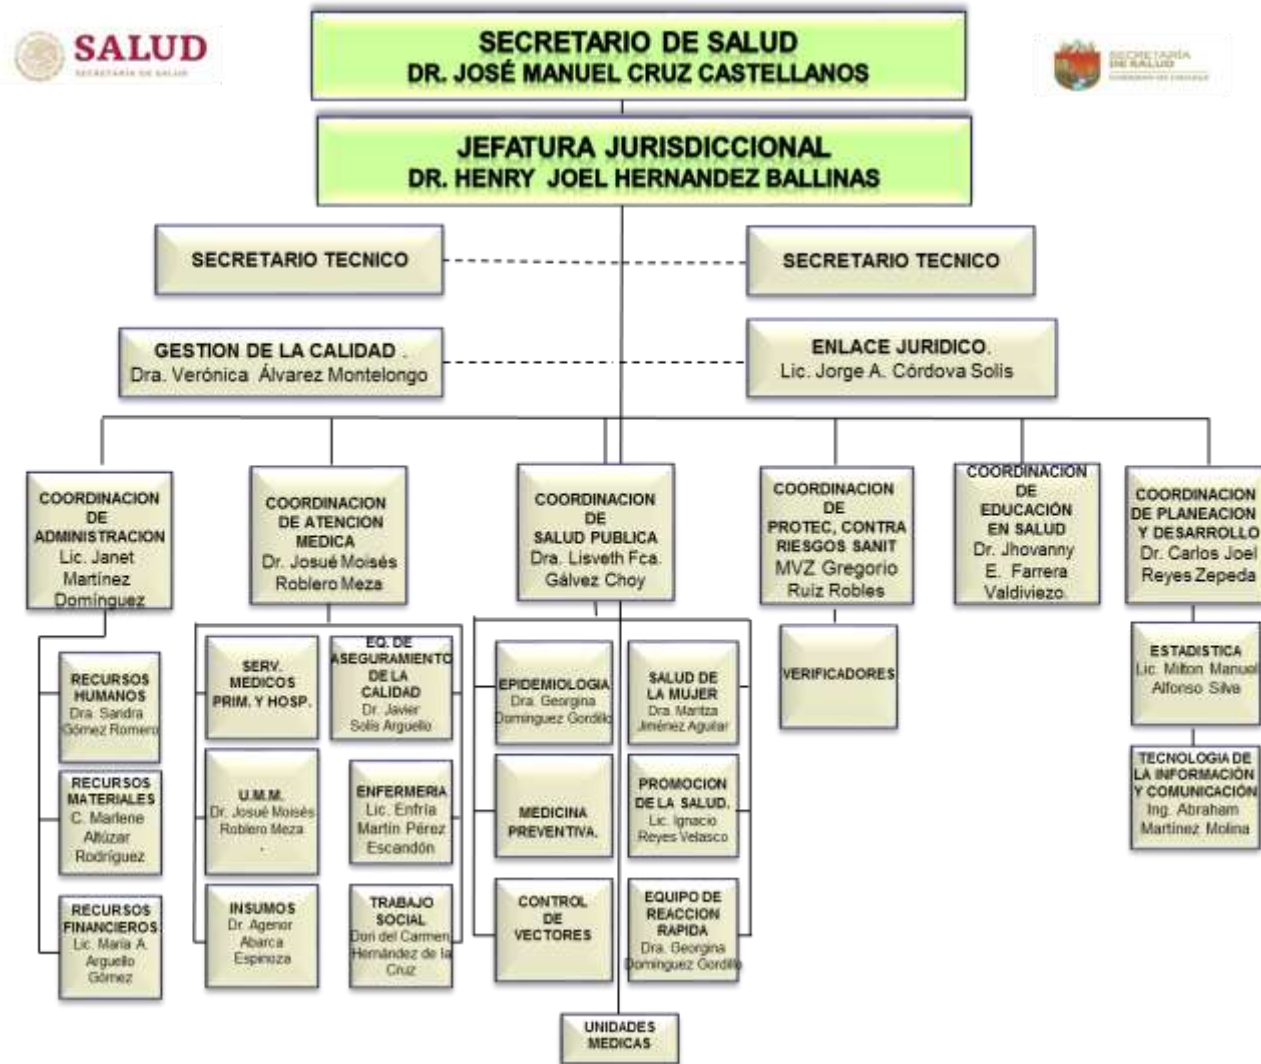 SALUD
SECRETARÍA DE SALUD
SECRETARIO DE SALUD
DR. JOSÉ MANUEL CRUZ CASTELLANOS
SECRETARÍA
DE SALUD
GOBIERNO DE CHIAPAS
JEFATURA JURISDICCIONAL
DR. HENRY JOEL HERNANDEZ BALLINAS
SECRETARIO TECNICO
SECRETARIO TECNICO
GESTION DE LA CALIDAD .
Dra. Verónica Álvarez Montelongo
ENLACE JURIDICO.
Lic. Jorge A. Córdova Solís
COORDINACION
DE
ADMINISTRACION
Lic. Janet
Martínez
Domínguez
COORDINACION
DE ATENCION
MEDICA
Dr. Josué Moisés
Roblero Meza
COORDINACION
DE
SALUD PUBLICA
Dra. Lisveth Fca.
Gálvez Choy
COORDINACION
DE
PROTEC, CONTRA
RIESGOS SANIT
MVZ Gregorio
Ruíz Robles
COORDINACION
DE
EDUCACIÓN
EN SALUD
Dr. Jhovanny
E. Farrera
Valdiviezo.
COORDINACION
DE PLANEACION
Y DESARROLLO
Dr. Carlos Joel
Reyes Zepeda
RECURSOS
HUMANOS
Dra. Sandra
Gómez Romero
RECURSOS
MATERIALES
C. Marlene
Altúzar
Rodríguez
RECURSOS
FINANCIEROS
Lic. María A.
Arguello
Gómez
SERV.
MEDICOS
PRIM. Y HOSP.
EQ. DE
ASEGURAMIENTO
DE LA
CALIDAD
Dr. Javier
Solís Arguello
U.M.M.
Dr. Josué Moisés
Roblero Meza
.
ENFERMERIA
Lic. Enfría
Martín Pérez
Escandón
INSUMOS
Dr. Agenor
Abarca
Espinoza
TRABAJO
SOCIAL
Dori del Carmen
Hernández de la
Cruz
EPIDEMIOLOGIA
Dra. Georgina
Domínguez Gordillo
SALUD DE
LA MUJER
Dra. Maritza
Jiménez Aguilar
MEDICINA
PREVENTIVA.
PROMOCION
DE LA SALUD.
Lic. Ignacio
Reyes Velasco
CONTROL
DE
VECTORES
EQUIPO DE
REACCION
RAPIDA
Dra. Georgina
Domínguez Gordillo
VERIFICADORES
ESTADISTICA
Lic. Milton Manuel
Alfonso Silva
TECNOLOGIA DE
LA INFORMACIÓN
Y COMUNICACIÓN
Ing. Abraham
Martínez Molina
UNIDADES
MEDICAS